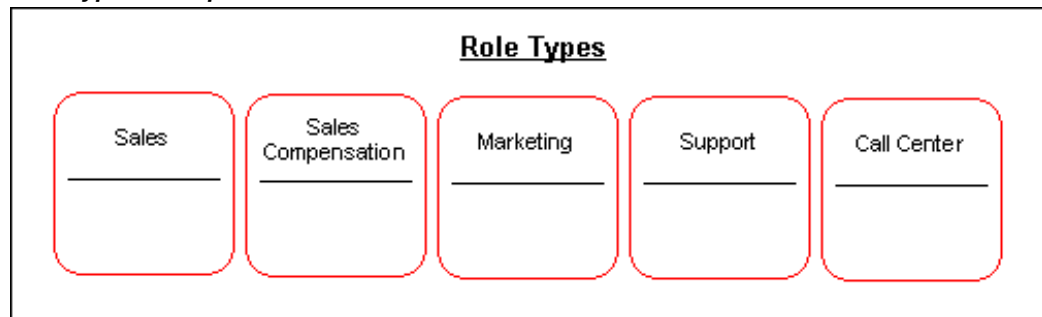 Role Types
Sales
Sales
Compensation
Marketing
Support
Call Center